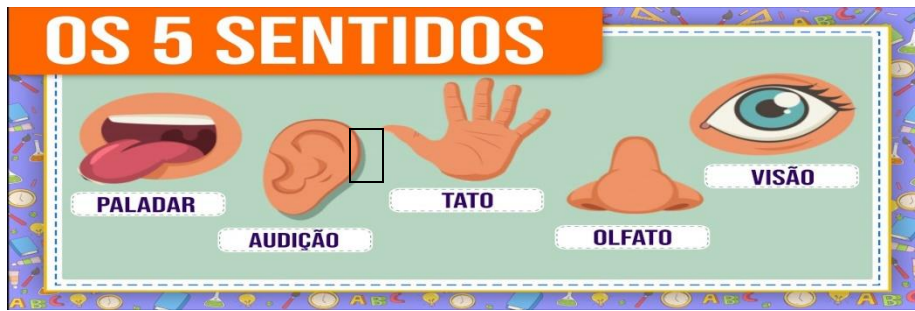 OS 5 SENTIDOS
PALADAR
AUDIÇÃO
TATO
OLFATO
VISÃO